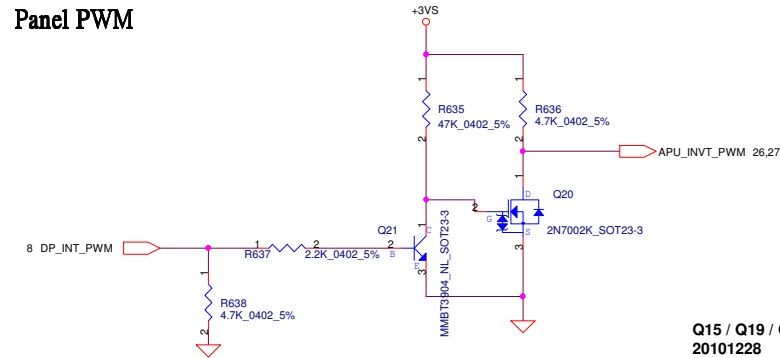 Panel PWM
+3VS
1
1
R635
47K_0402_5%
R636
4.7K_0402_5%
2
2
APU_INVT_PWM 26,27
1
D
Q20
2
G
2N7002K_SOT23-3
S
3
1
C
Q21
8 DP_INT_PWM
1
2
R637
2.2K_0402_5%
2
B
E
3
MMBT3904_NL_SOT23-3
1
R638
4.7K_0402_5%
2
Q15 / Q19 /
20101228